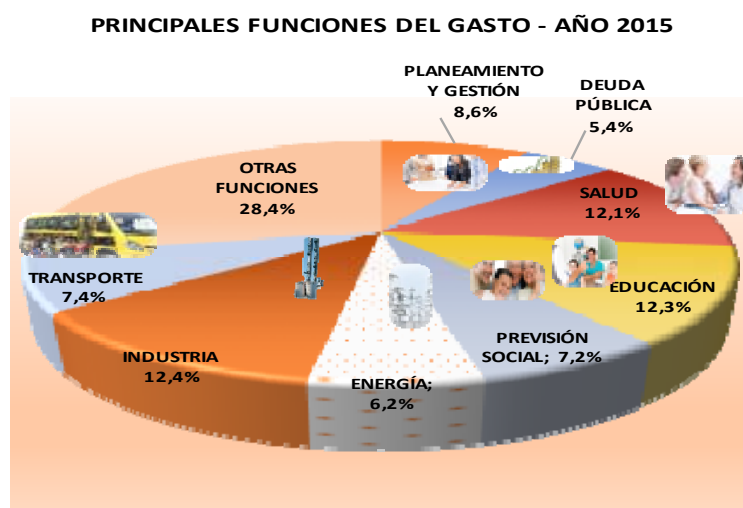 PRINCIPALES FUNCIONES DEL GASTO - AÑO 2015
PLANEAMIENTO
Y GESTIÓN
8,6%
DEUDA
PÚBLICA
5,4%
OTRAS
FUNCIONES
28,4%
SALUD
12,1%
TRANSPORTE
7,4%
EDUCACIÓN
12,3%
PREVISIÓN
SOCIAL; 7,2%
INDUSTRIA
12,4%
ENERGÍA;
6,2%